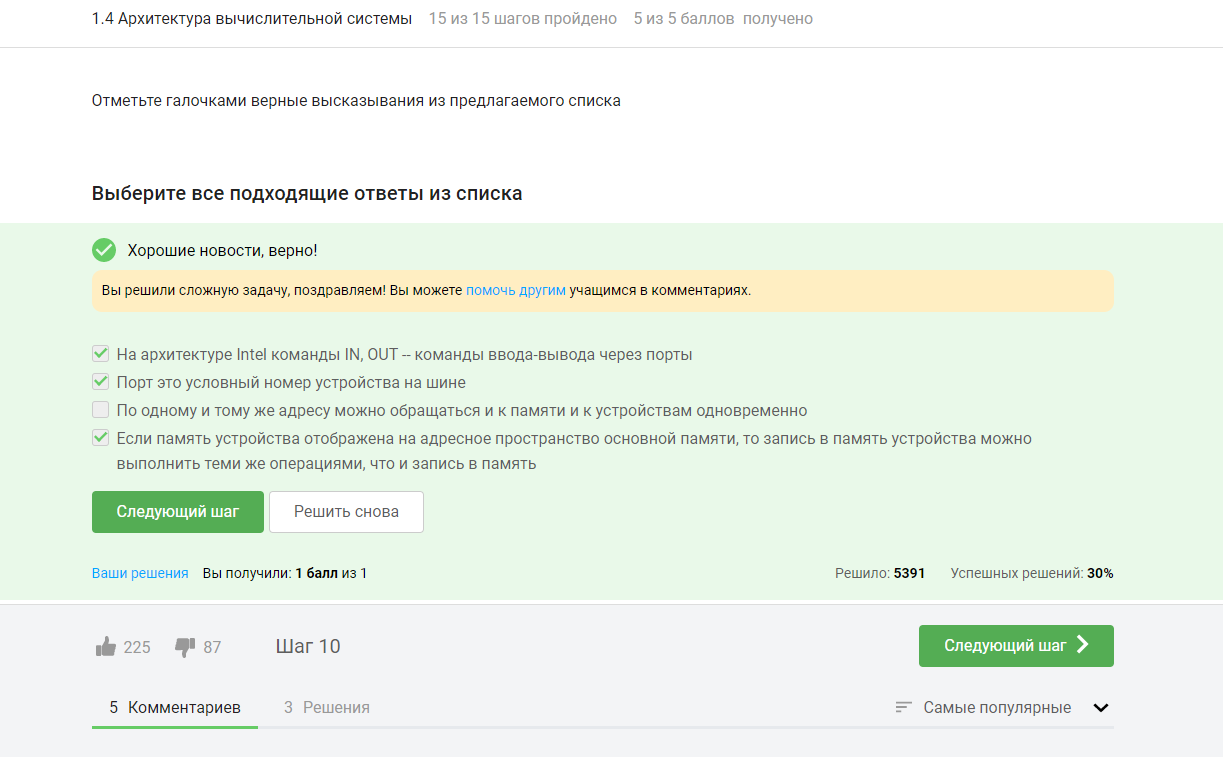 1.4 Архитектура вычислительной системы 15 из 15 шагов пройдено 5 из 5 баллов получено
Отметьте галочками верные высказывания из предлагаемого списка
Выберите все подходящие ответы из списка
Хорошие новости, верно!
Вы решили сложную задачу, поздравляем! Вы можете помочь другим учащимся в комментариях.
На архитектуре Intel команды IN, OUT -- команды ввода-вывода через порты
Порт это условный номер устройства на шине
По одному и тому же адресу можно обращаться и к памяти и к устройствам одновременно
Если память устройства отображена на адресное пространство основной памяти, то запись в память устройства можно
выполнить теми же операциями, что и запись в память
Следующий шаг Решить снова
Ваши решения Вы получили: 1 балл из 1 Решило: 5391 Успешных решений: 30%
225 87 Шаг 10 Следующий шаг
5 Комментариев 3 Решения Самые популярные